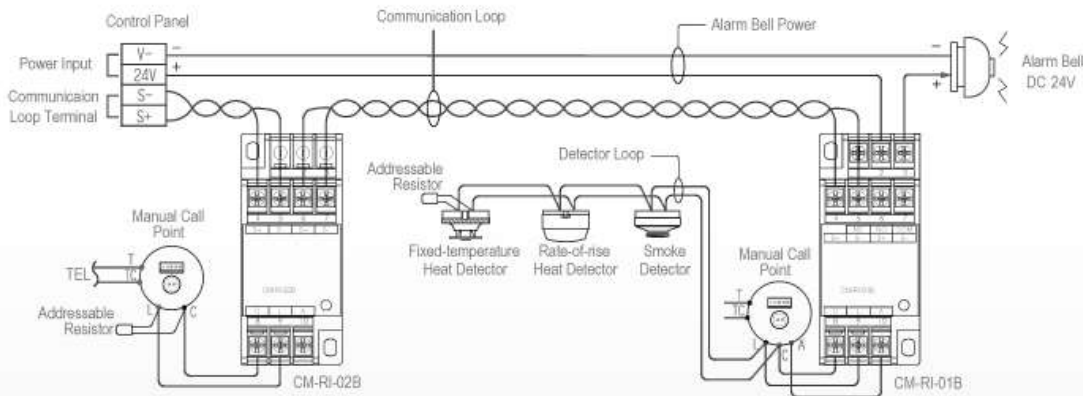 Control Panel
Communication Loop
Alarm Bell Power
Power Input
V-
24V
S-
S+
-
+
Communicaion
Loop Terminal
-
+
Alarm Bell
DC 24V
Addressable
Resistor
Detector Loop
Fixed-temperature
Heat Detector
Rate-of-rise
Heat Detector
Smoke
Detector
Manual Call
Point
T
TC
TEL
L
C
Addressable
Resistor
CM-RI-02B
Manual Call
Point
T
TC
L
C
A
CM-RI-01B